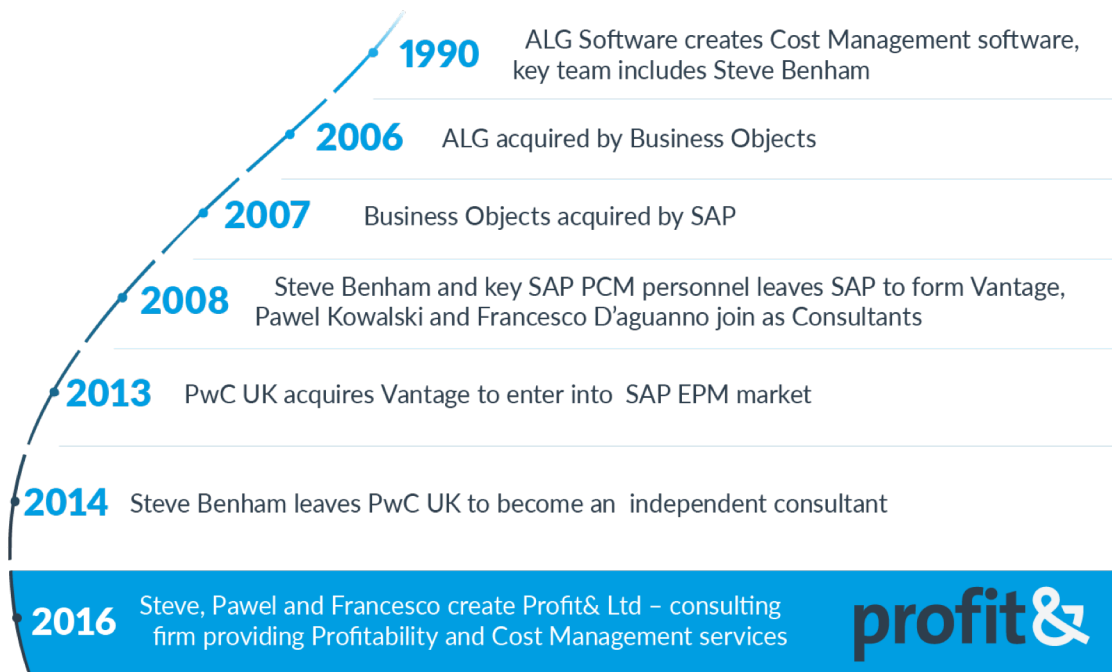 1990
ALG Software creates Cost Management software,
key team includes Steve Benham
2006
ALG acquired by Business Objects
2007
Business Objects acquired by SAP
2008
Steve Benham and key SAP PCM personnel leaves SAP to form Vantage,
Pawel Kowalski and Francesco D'aguanno join as Consultants
2013
PwC UK acquires Vantage to enter into SAP EPM market
2014
Steve Benham leaves PwC UK to become an independent consultant
2016
Steve, Pawel and Francesco create Profit& Ltd – consulting
firm providing Profitability and Cost Management services
profit&